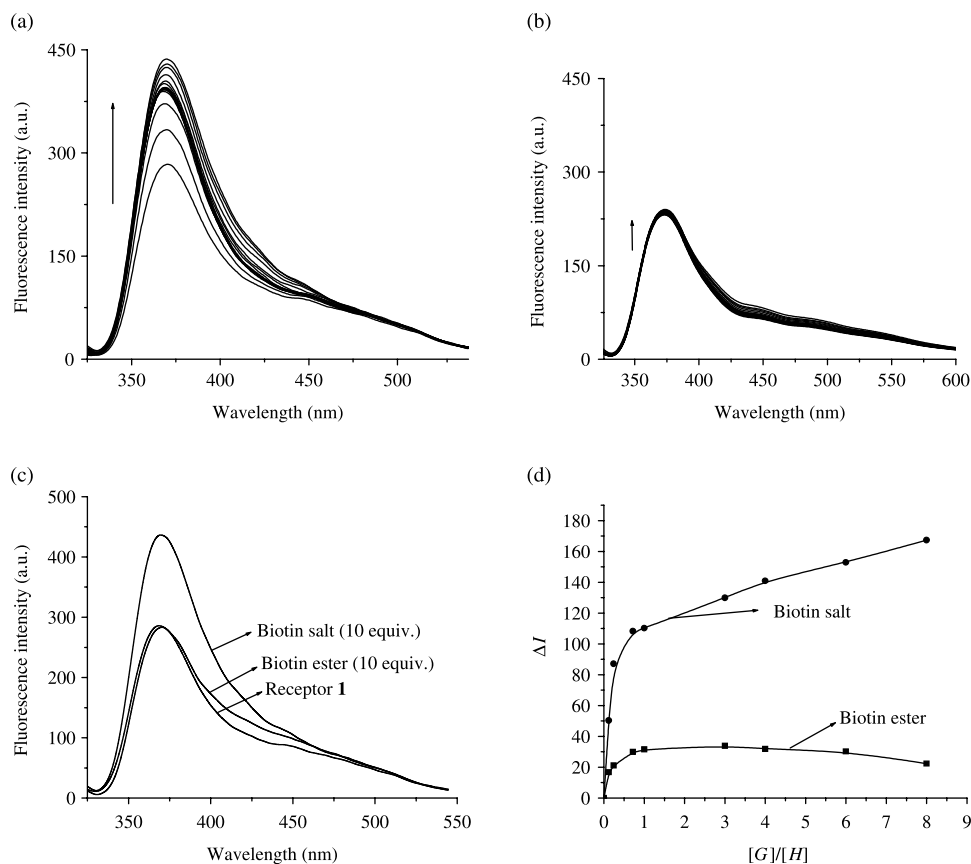 (a)
450
300
150
0
Fluorescence intensity (a.u.)
350 400 450 500
Wavelength (nm)
(b)
450
300
150
0
Fluorescence intensity (a.u.)
350 400 450 500 550 600
Wavelength (nm)
(c)
500
400
300
200
100
0
Fluorescence intensity (a.u.)
Biotin salt (10 equiv.)
Biotin ester (10 equiv.)
Receptor 1
350 400 450 500 550
Wavelength (nm)
(d)
180
160
140
120
100
80
60
40
20
0
ΔI
Biotin salt
Biotin ester
0 1 2 3 4 5 6 7 8 9
[G]/[H]